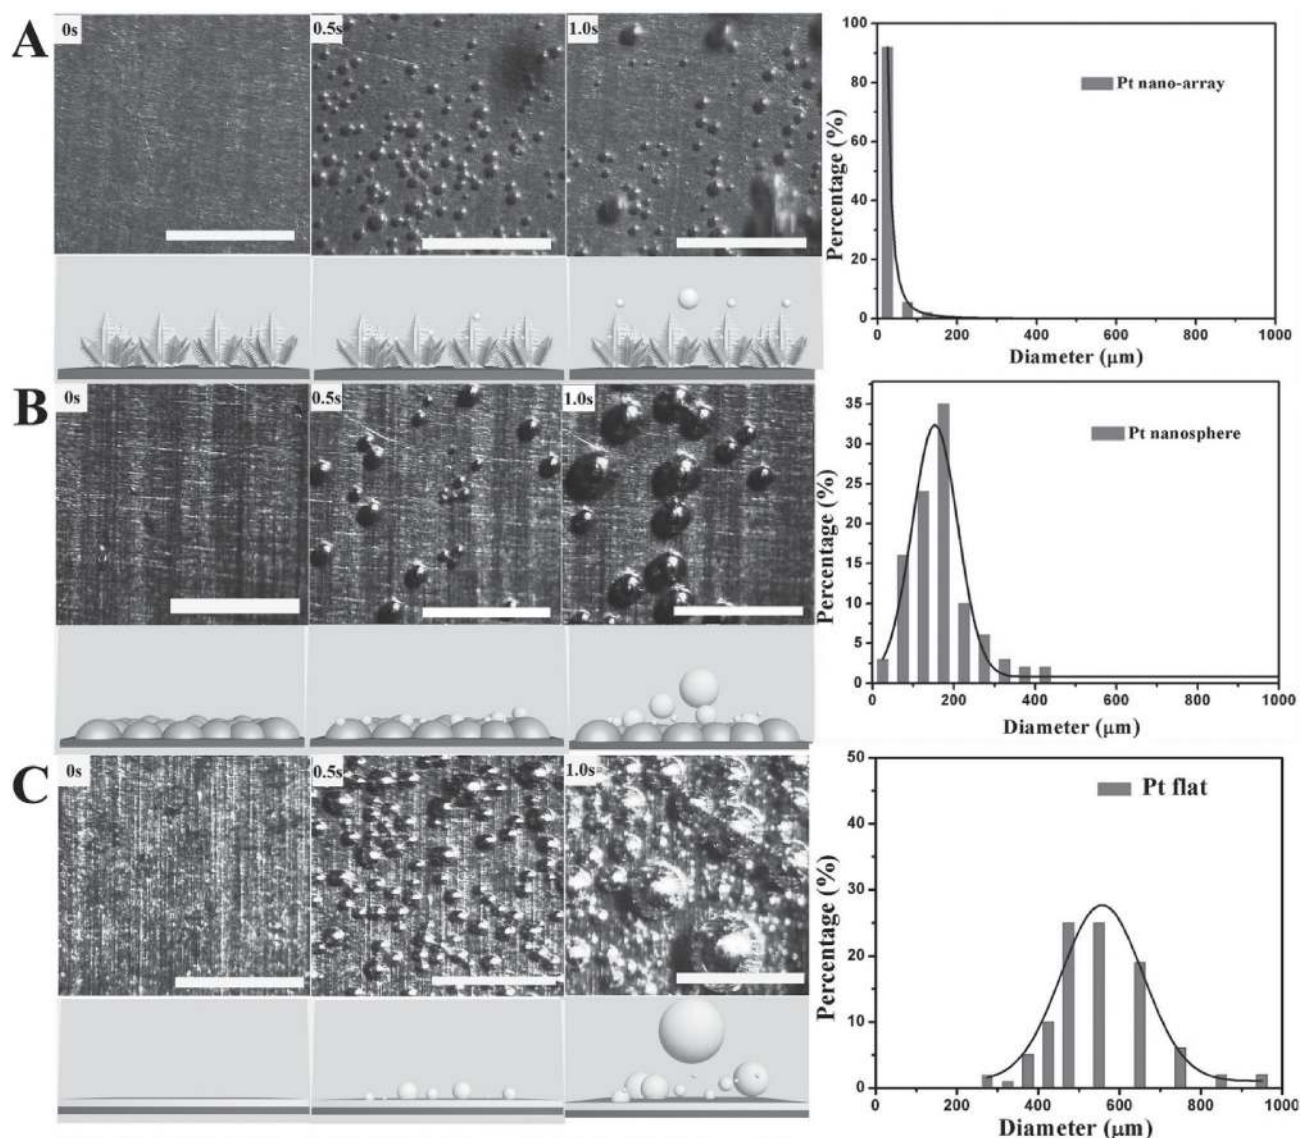 A
0s
0.5s
1.0s
100
80
60
40
20
0
Percentage (%)
Pt nano-array
0
200
400
600
800
1000
Diameter (μm)
B
0s
0.5s
1.0s
35
30
25
20
15
10
5
0
Percentage (%)
Pt nanosphere
0
200
400
600
800
1000
Diameter (μm)
C
0s
0.5s
1.0s
50
40
30
20
10
0
Percentage (%)
Pt flat
0
200
400
600
800
1000
Diameter (μm)